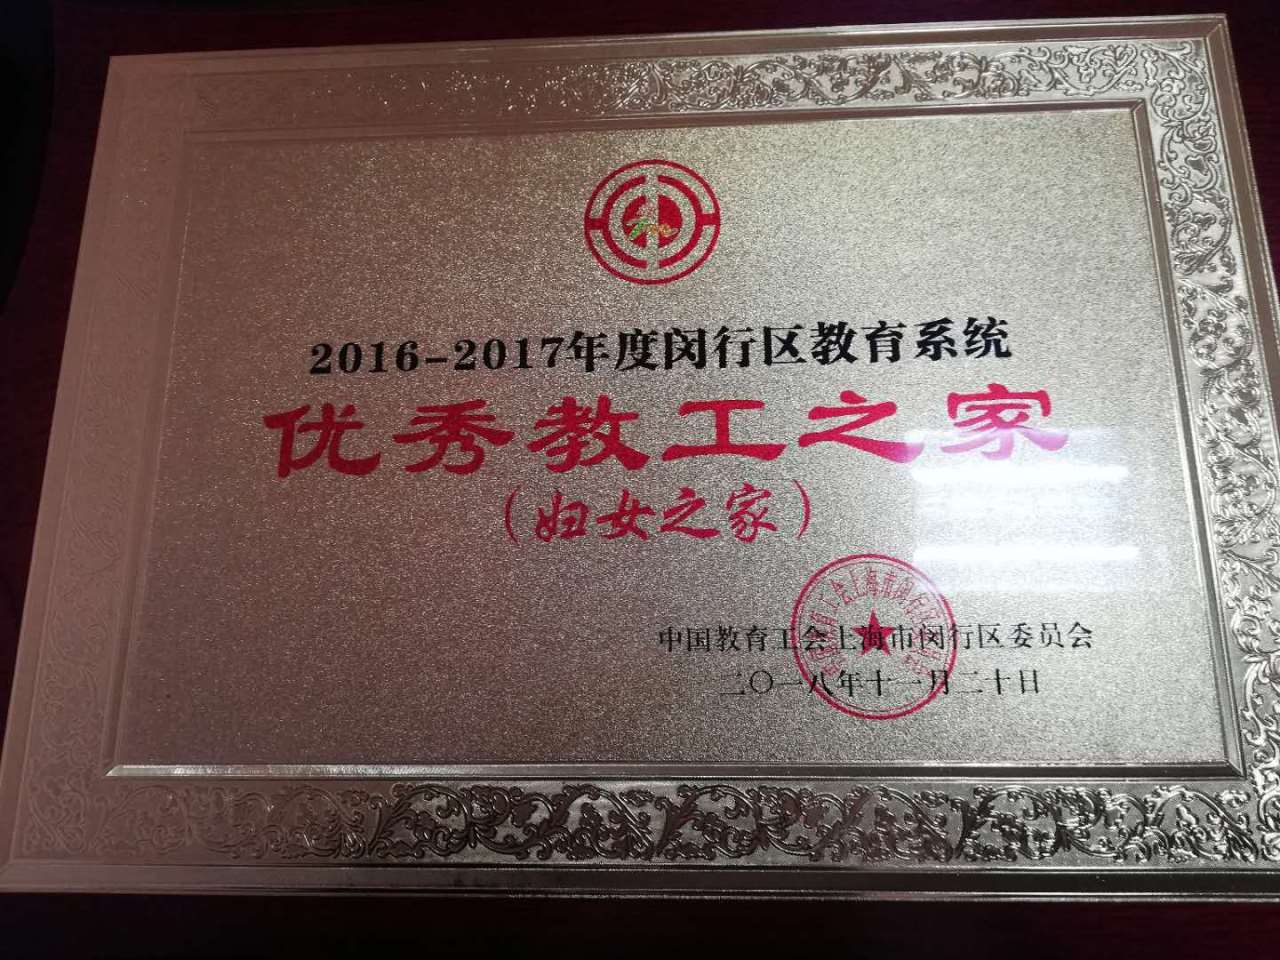 2016-2017年度闵行区教育系统
优秀教工之家
(妇女之家)
中国教育工会上海市闵行区委员会
二〇一八年十一月二十日